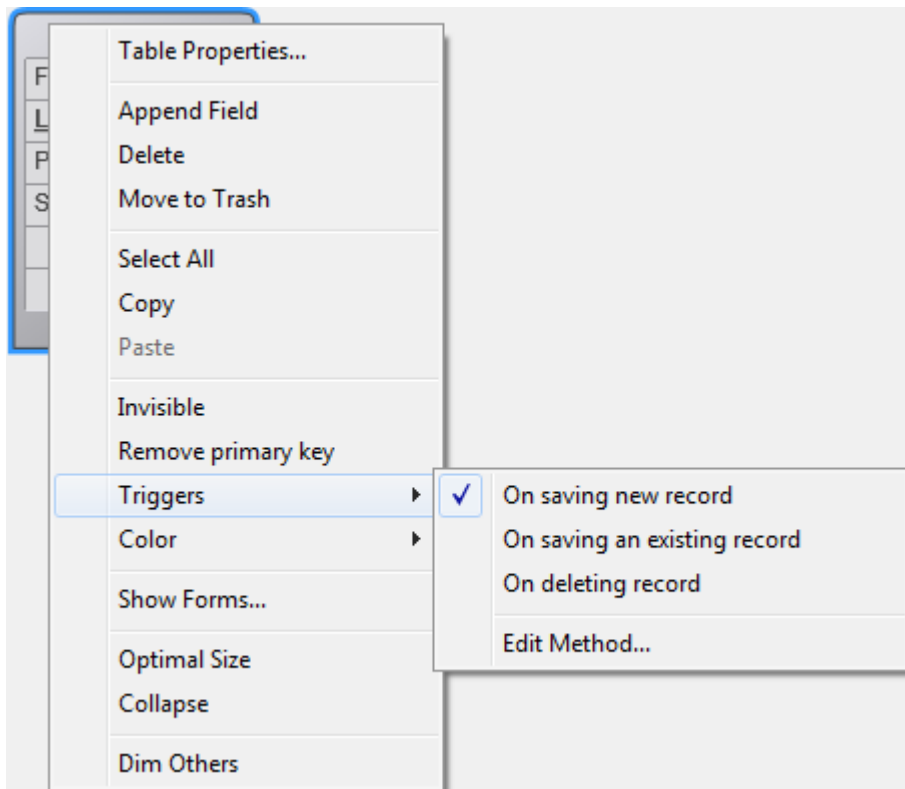 F
L
P
S
Table Properties...
Append Field
Delete
Move to Trash
Select All
Copy
Paste
Invisible
Remove primary key
Triggers
Color
Show Forms...
Optimal Size
Collapse
Dim Others
On saving new record
On saving an existing record
On deleting record
Edit Method...